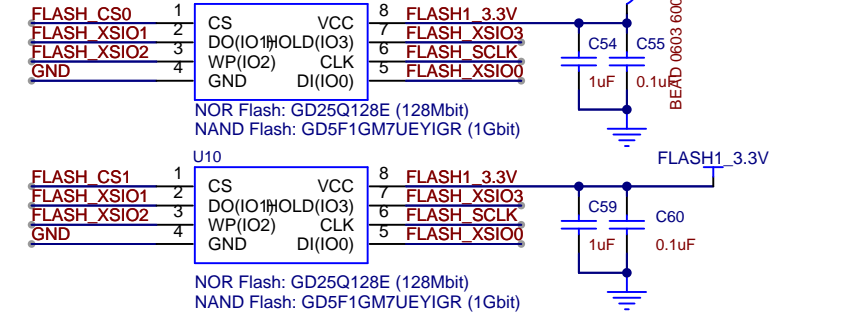 FLASH_CS0 1 CS VCC 8 FLASH1_3.3V
FLASH_XSIO1 2 DO(IO1) HOLD(IO3) 7 FLASH_XSIO3
FLASH_XSIO2 3 WP(IO2) CLK 6 FLASH_SCLK
GND 4 GND DI(IO0) 5 FLASH_XSIO0
C54 C55
1uF 0.1uF
BEAD 0603 600
NOR Flash: GD25Q128E (128Mbit)
NAND Flash: GD5F1GM7UEYIGR (1Gbit)
U10
FLASH1_3.3V
FLASH_CS1 1 CS VCC 8 FLASH1_3.3V
FLASH_XSIO1 2 DO(IO1) HOLD(IO3) 7 FLASH_XSIO3
FLASH_XSIO2 3 WP(IO2) CLK 6 FLASH_SCLK
GND 4 GND DI(IO0) 5 FLASH_XSIO0
C59 C60
1uF 0.1uF
NOR Flash: GD25Q128E (128Mbit)
NAND Flash: GD5F1GM7UEYIGR (1Gbit)